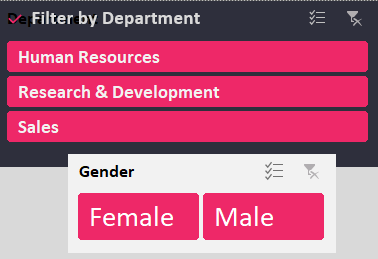 Filter by Department
Human Resources
Research & Development
Sales
Gender
Female Male